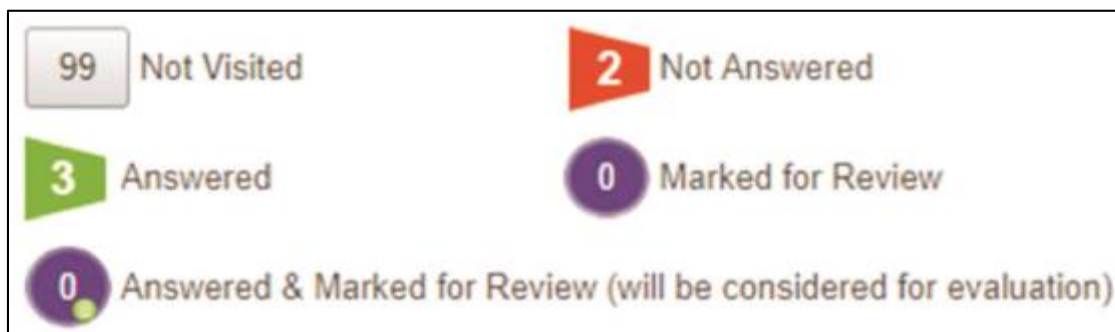 99 Not Visited
2 Not Answered
3 Answered
0 Marked for Review
0 Answered & Marked for Review (will be considered for evaluation)